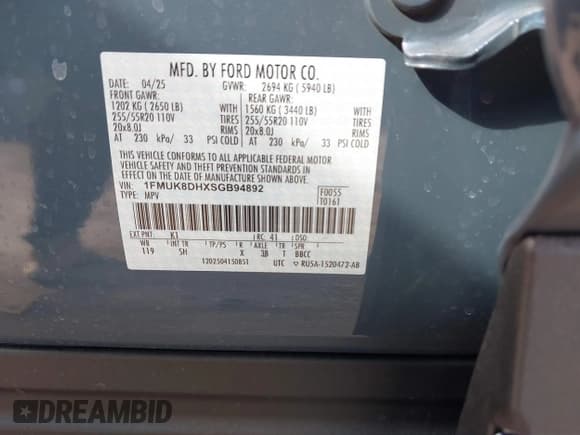 MFD. BY FORD MOTOR CO.
DATE: 04/25 GVWR: 2694 KG ( 5940 LB)
FRONT GAWR: REAR GAWR:
1202 KG ( 2650 LB) WITH 1560 KG ( 3440 LB) WITH
255/55R20 110V TIRES 255/55R20 110V TIRES
20x8.0J RIMS 20x8.0J RIMS
AT 230 kPa/ 33 PSI COLD AT 230 kPa/ 33 PSI COLD
THIS VEHICLE CONFORMS TO ALL APPLICABLE FEDERAL MOTOR
VEHICLE SAFETY AND THEFT PREVENTION STANDARDS IN
EFFECT ON THE DATE OF MANUFACTURE SHOWN ABOVE.
VIN: 1FMUK8DHXSGB94892 F0055
TYPE: MPV T0161
EXT PNT: K1 RC: 41 DSO:
WB INT TR TP/PS R AXLE TR SPR
119 SH X 3B T BBCC
1202504150851 UTC ▽ RU5A-1520472-AB
DREAMBID